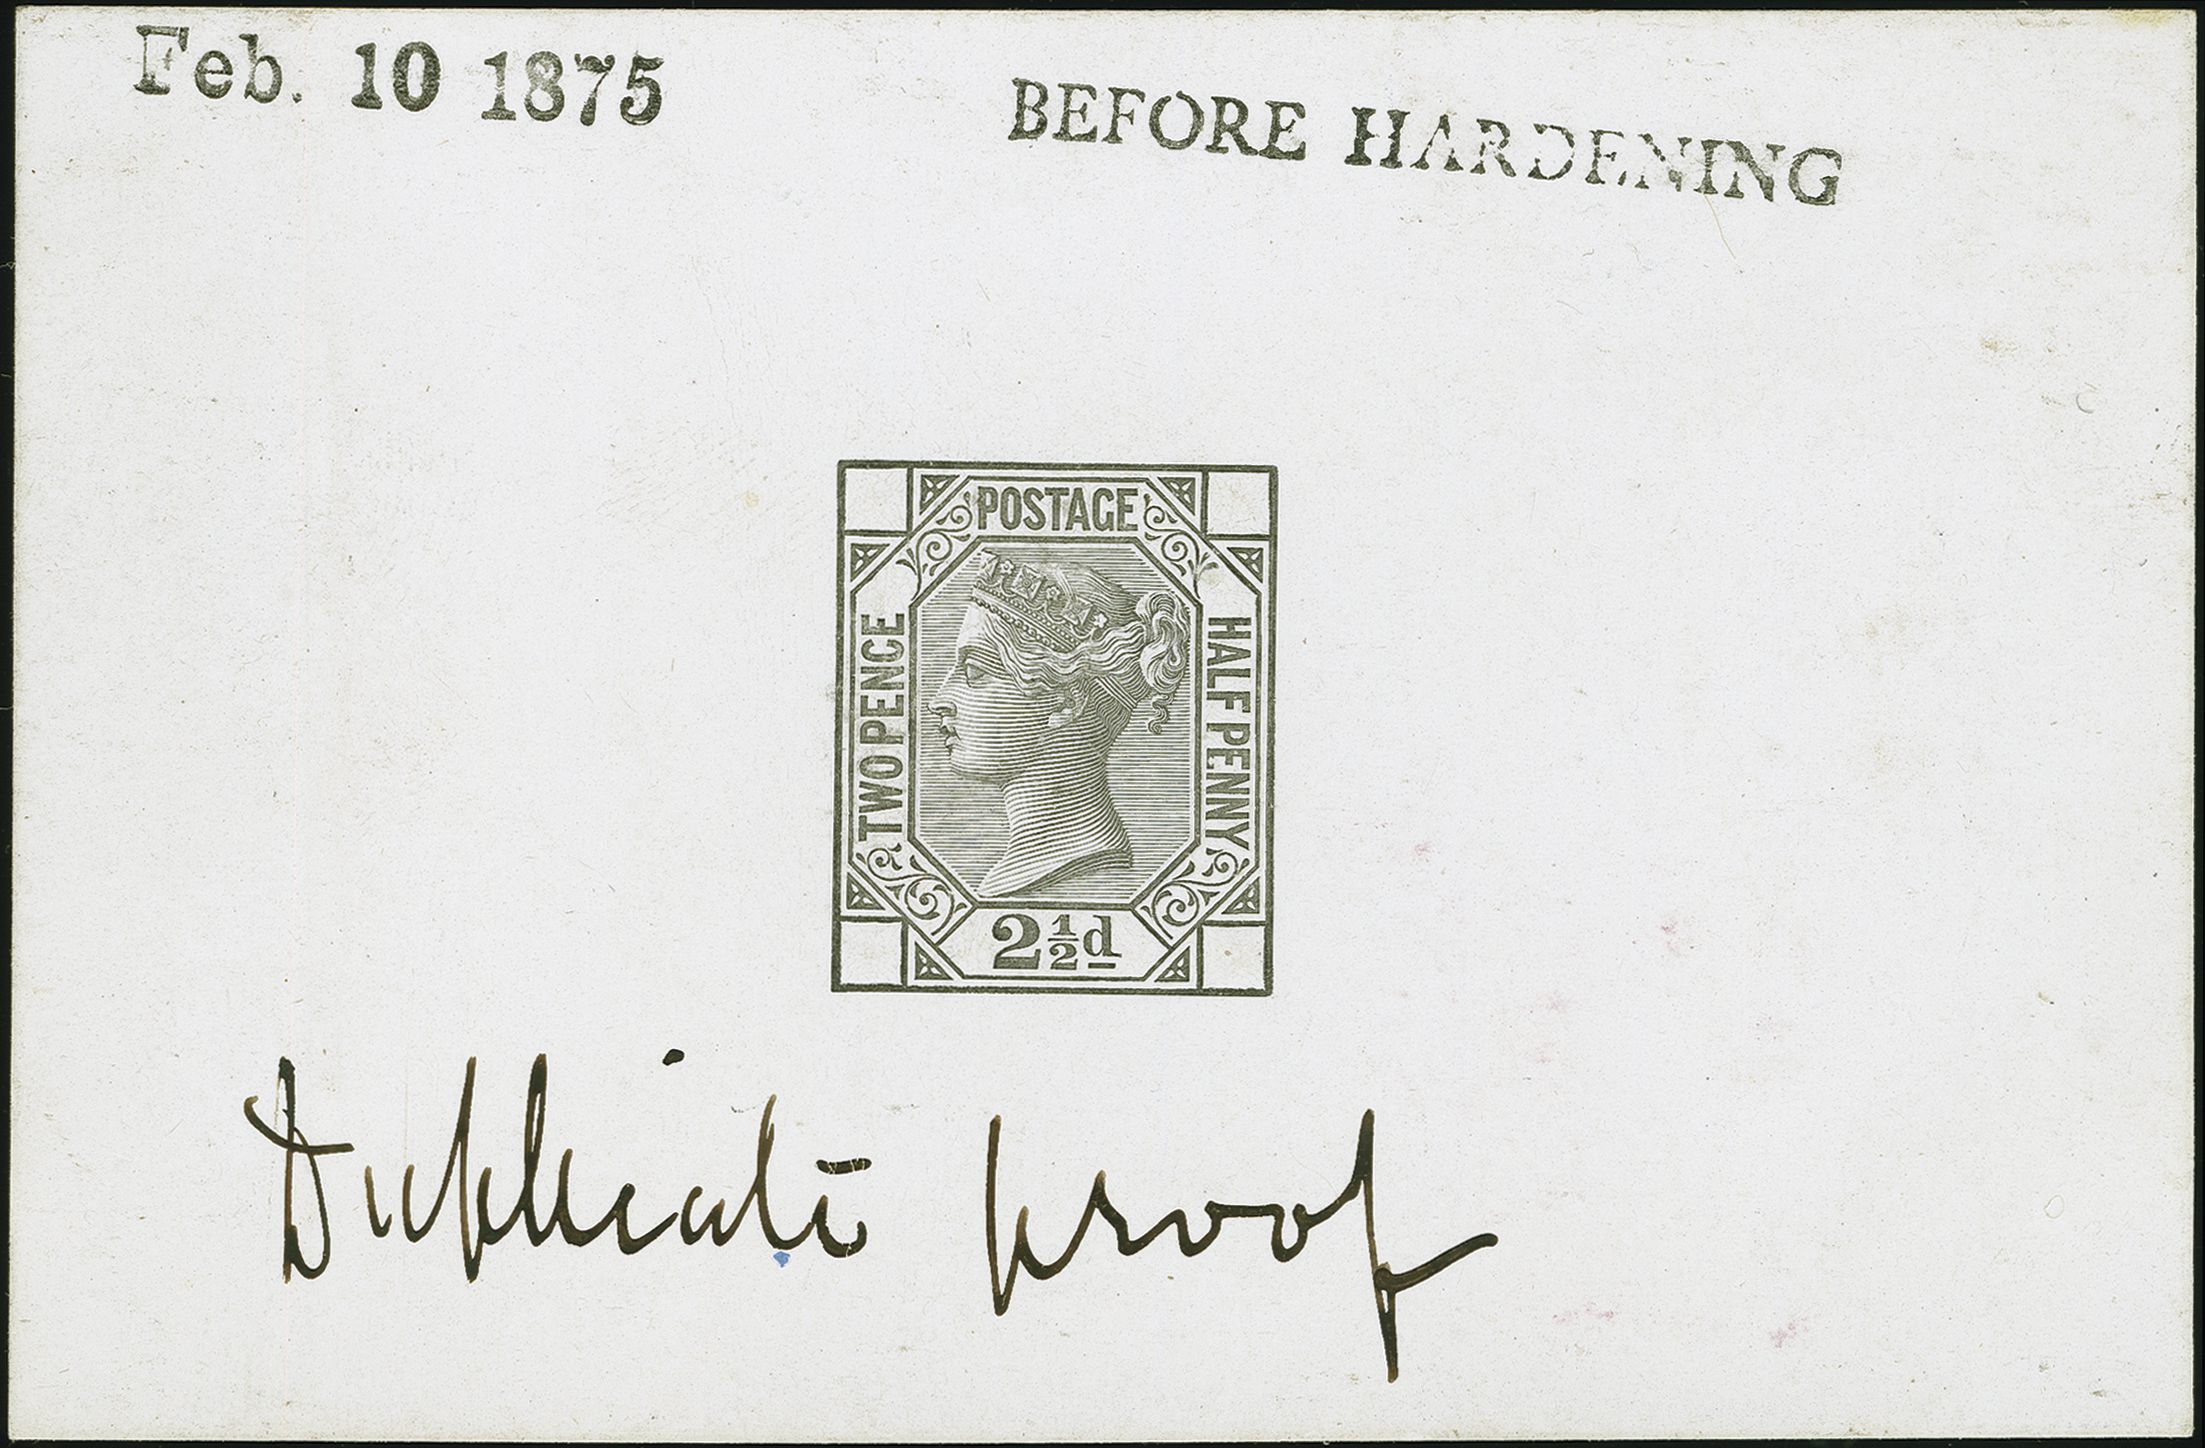 Feb. 10 1875
BEFORE HARDENING
POSTAGE
TWO PENCE
HALF PENNY
2½d
Duplicate proof